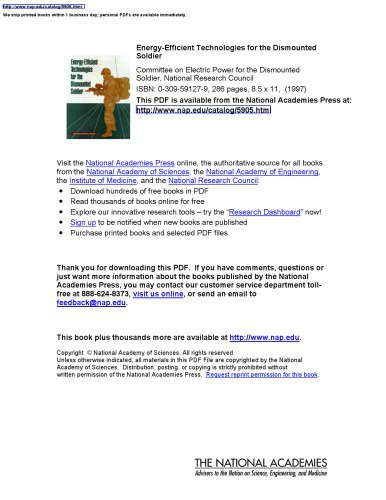 http://www.nap.edu/catalog/5905.html
We ship printed books within 1 business day; personal PDFs are available immediately.
Energy-Efficient Technologies for the Dismounted
Soldier
Energy-Efficient
Technologies
for the
Dismounted
Soldier
Committee on Electric Power for the Dismounted
Soldier, National Research Council
ISBN: 0-309-59127-9, 286 pages, 8.5 x 11, (1997)
This PDF is available from the National Academies Press at:
http://www.nap.edu/catalog/5905.html
Visit the National Academies Press online, the authoritative source for all books
from the National Academy of Sciences, the National Academy of Engineering,
the Institute of Medicine, and the National Research Council:
• Download hundreds of free books in PDF
• Read thousands of books online for free
• Explore our innovative research tools – try the “Research Dashboard” now!
• Sign up to be notified when new books are published
• Purchase printed books and selected PDF files
Thank you for downloading this PDF. If you have comments, questions or
just want more information about the books published by the National
Academies Press, you may contact our customer service department toll-
free at 888-624-8373, visit us online, or send an email to
feedback@nap.edu.
This book plus thousands more are available at http://www.nap.edu.
Copyright © National Academy of Sciences. All rights reserved.
Unless otherwise indicated, all materials in this PDF File are copyrighted by the National
Academy of Sciences. Distribution, posting, or copying is strictly prohibited without
written permission of the National Academies Press. Request reprint permission for this book.
THE NATIONAL ACADEMIES
Advisers to the Nation on Science, Engineering, and Medicine